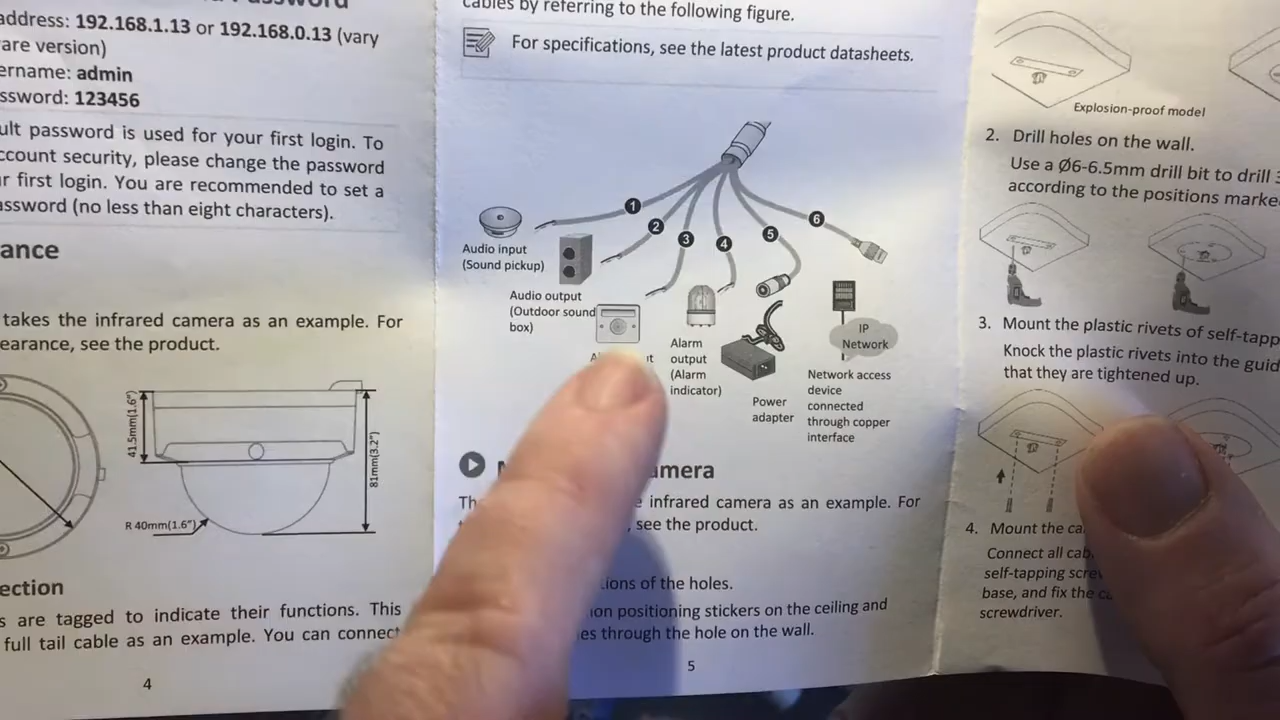 address: 192.168.1.13 or 192.168.0.13 (vary
are version)
ername: admin
ssword: 123456
ult password is used for your first login. To
ccount security, please change the password
r first login. You are recommended to set a
assword (no less than eight characters).
ance
takes the infrared camera as an example. For
earance, see the product.
41.5mm(1.6")
81mm(3.2")
R 40mm(1.6")
ection
s are tagged to indicate their functions. This
full tail cable as an example. You can connect
4
cables by referring to the following figure.
For specifications, see the latest product datasheets.
1
2
3
4
5
6
Audio input
(Sound pickup)
Audio output
(Outdoor sound
box)
Alarm
output
(Alarm
indicator)
Power
adapter
IP
Network
Network access
device
connected
through copper
interface
amera
infrared camera as an example. For
, see the product.
tions of the holes.
ion positioning stickers on the ceiling and
es through the hole on the wall.
5
Explosion-proof model
2. Drill holes on the wall.
Use a Ø6-6.5mm drill bit to drill 3
according to the positions marke
3. Mount the plastic rivets of self-tapp
Knock the plastic rivets into the guid
that they are tightened up.
4. Mount the ca
Connect all cab
self-tapping scre
base, and fix the
screwdriver.